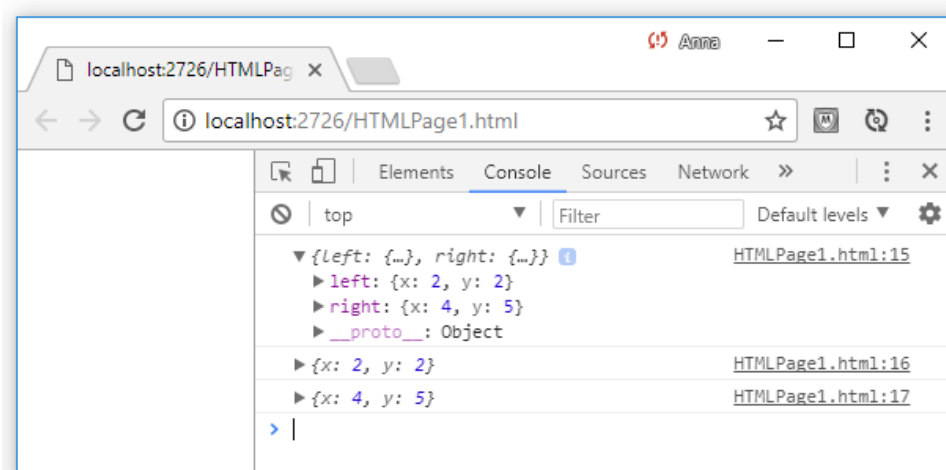 Anna
localhost:2726/HTMLPag
localhost:2726/HTMLPage1.html
Elements Console Sources Network »
top Filter Default levels
{left: {…}, right: {…}} i HTMLPage1.html:15
left: {x: 2, y: 2}
right: {x: 4, y: 5}
__proto__: Object
{x: 2, y: 2} HTMLPage1.html:16
{x: 4, y: 5} HTMLPage1.html:17
>